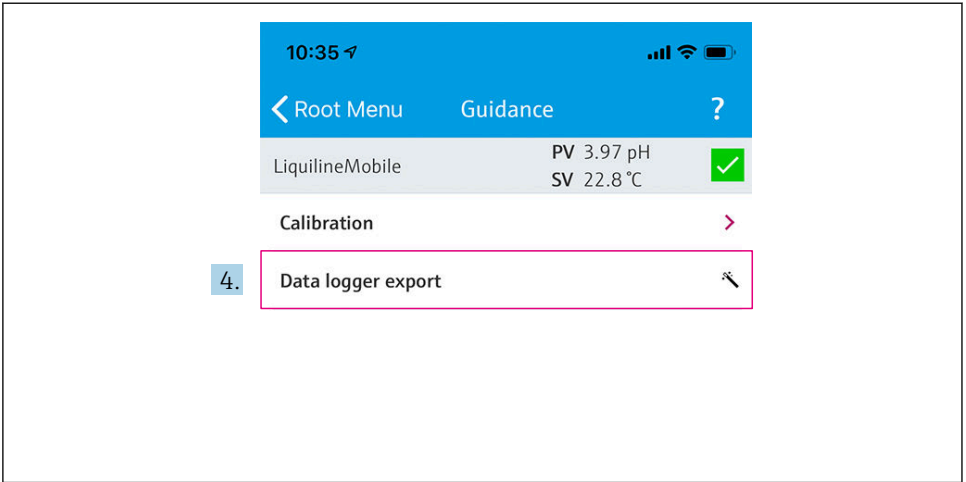 10:35
Root Menu Guidance ?
LiquilineMobile
PV 3.97 pH
SV 22.8 °C
Calibration
4. Data logger export